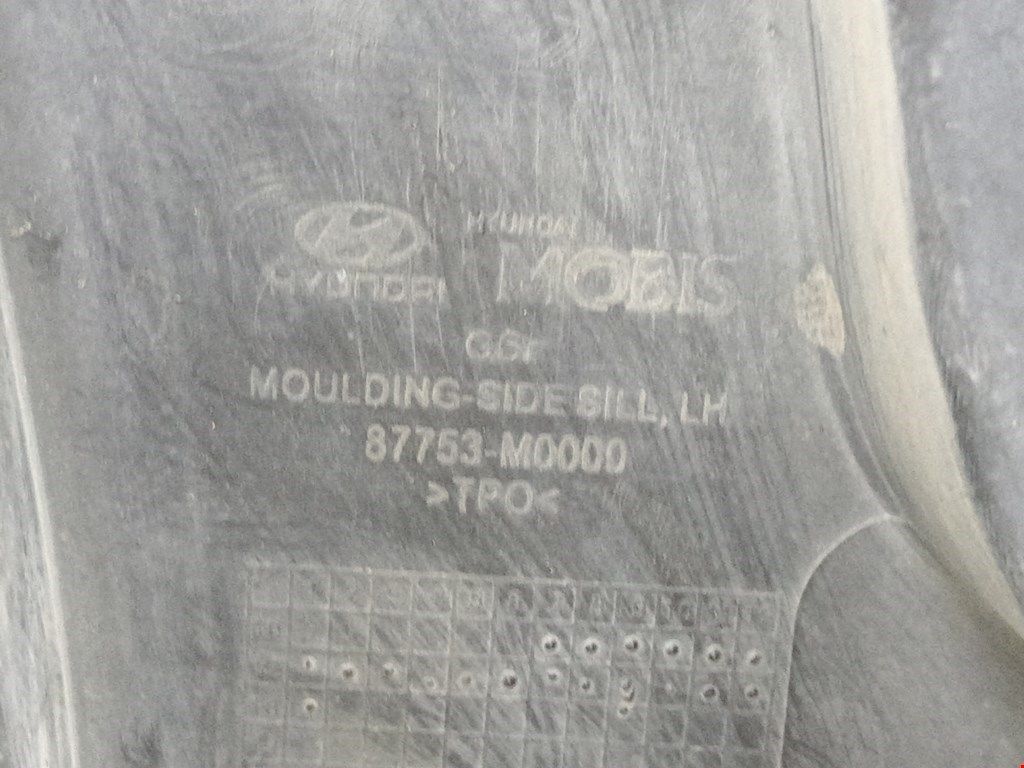 HYUNDAI
HYUNDAI
MOBIS
MOULDING-SIDE SILL, LH
87753-M0000
>TPO<